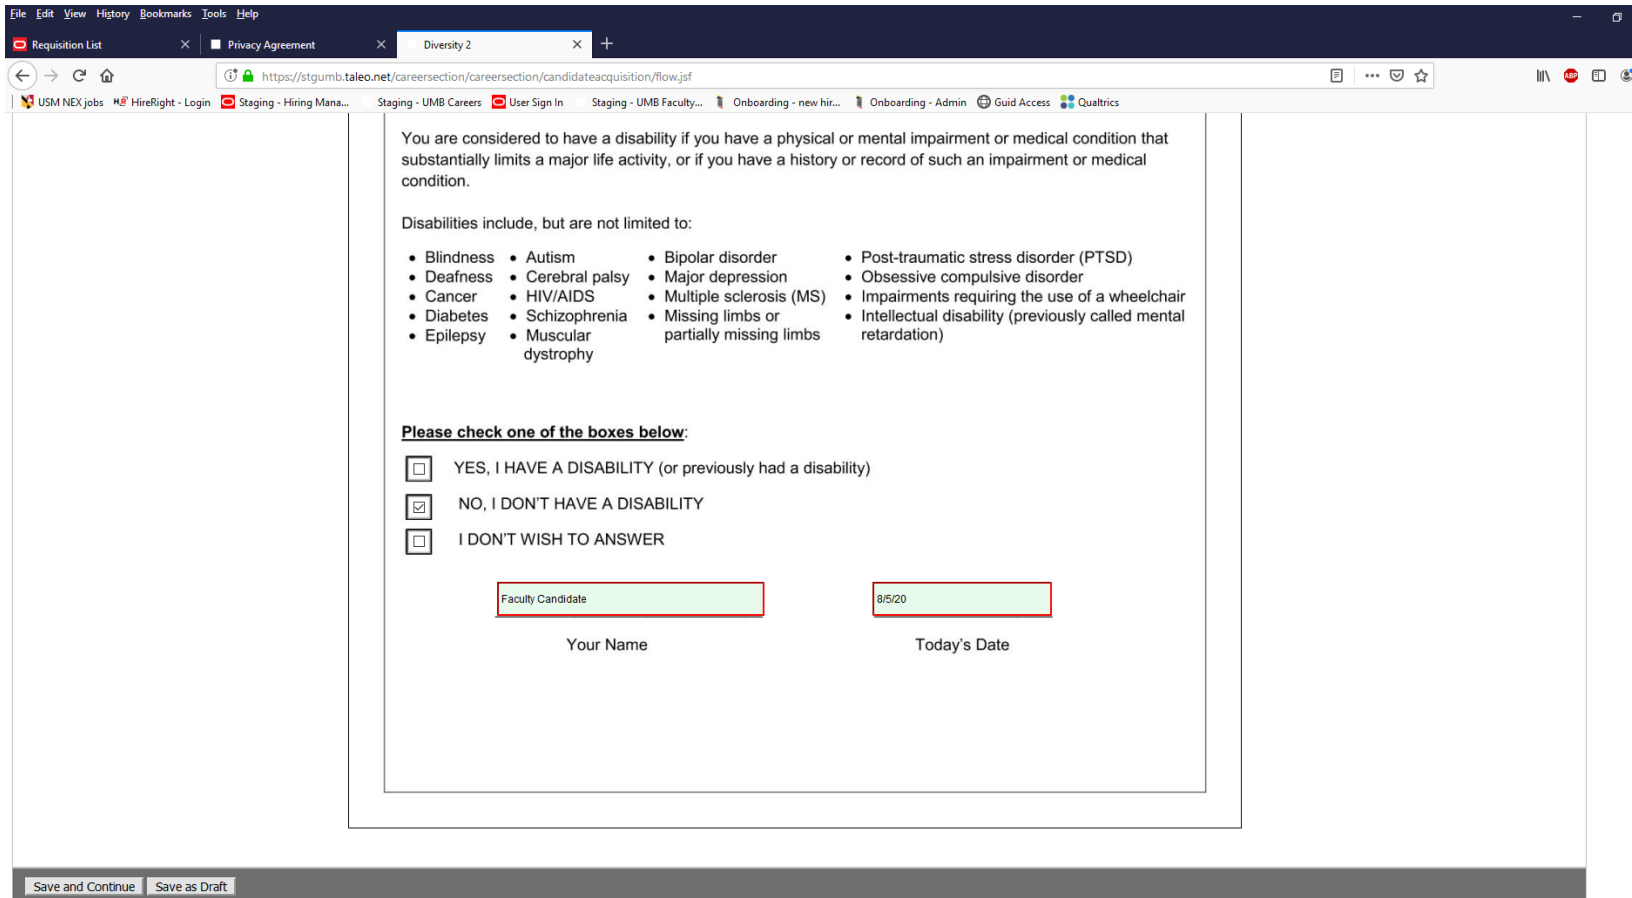 File Edit View History Bookmarks Tools Help
Requisition List Privacy Agreement Diversity 2
https://stgumb.taleo.net/careersection/careersection/candidateacquisition/flow.jsf ABP
USM NEX jobs HR HireRight - Login Staging - Hiring Mana... Staging - UMB Careers User Sign In Staging - UMB Faculty... Onboarding - new hir... Onboarding - Admin Guid Access Qualtrics
You are considered to have a disability if you have a physical or mental impairment or medical condition that
substantially limits a major life activity, or if you have a history or record of such an impairment or medical
condition.
Disabilities include, but are not limited to:
• Blindness • Autism • Bipolar disorder • Post-traumatic stress disorder (PTSD)
• Deafness • Cerebral palsy • Major depression • Obsessive compulsive disorder
• Cancer • HIV/AIDS • Multiple sclerosis (MS) • Impairments requiring the use of a wheelchair
• Diabetes • Schizophrenia • Missing limbs or • Intellectual disability (previously called mental
• Epilepsy • Muscular partially missing limbs retardation)
dystrophy
Please check one of the boxes below:
YES, I HAVE A DISABILITY (or previously had a disability)
NO, I DON'T HAVE A DISABILITY
I DON'T WISH TO ANSWER
Faculty Candidate 8/5/20
Your Name Today's Date
Save and Continue Save as Draft